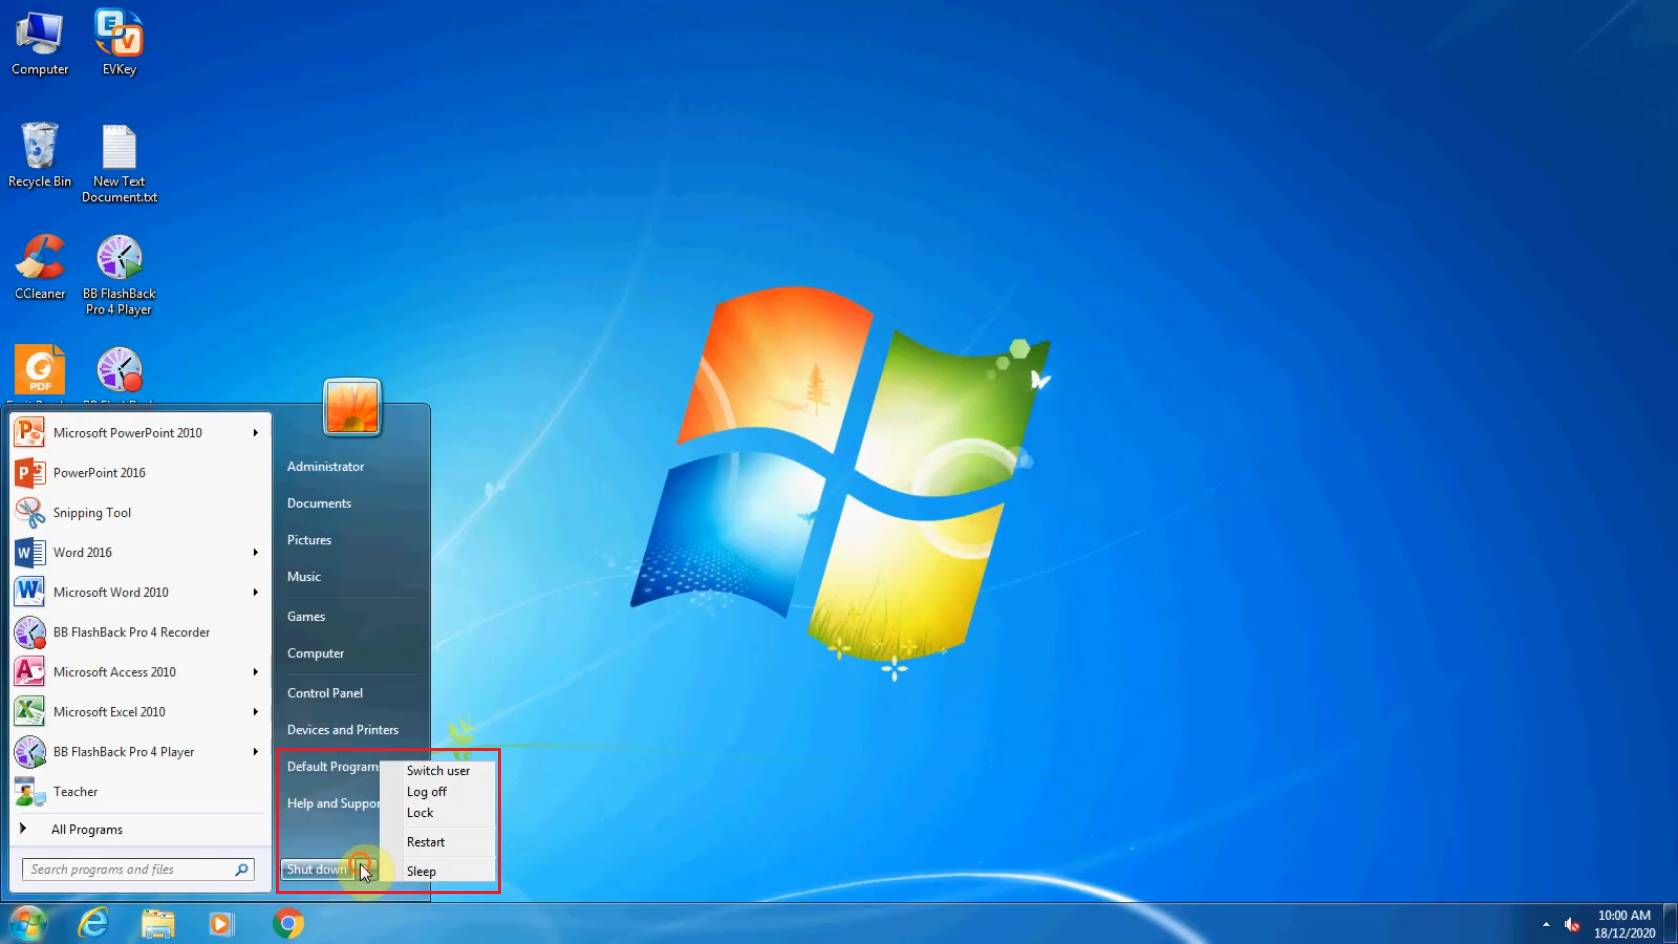 Computer
EVKey
Recycle Bin
New Text
Document.txt
CCleaner
BB FlashBack
Pro 4 Player
PDF
Microsoft PowerPoint 2010
PowerPoint 2016
Snipping Tool
Word 2016
Microsoft Word 2010
BB FlashBack Pro 4 Recorder
Microsoft Access 2010
Microsoft Excel 2010
BB FlashBack Pro 4 Player
Teacher
All Programs
Search programs and files
Administrator
Documents
Pictures
Music
Games
Computer
Control Panel
Devices and Printers
Default Programs
Help and Suppor
Shut down
Switch user
Log off
Lock
Restart
Sleep
10:00 AM
18/12/2020